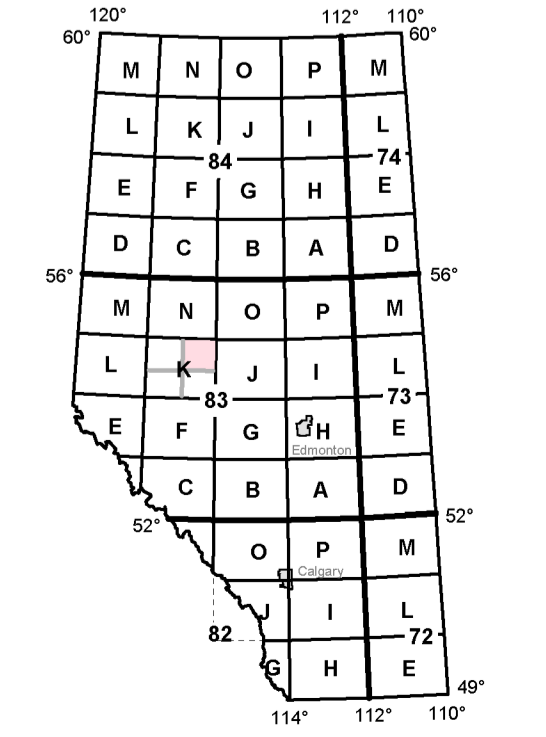 120° 112° 110°
60° 60°
M N O P M
L K J I L
84 74
E F G H E
D C B A D
56° 56°
M N O P M
L K J I L
83 73
E F G H E
Edmonton
C B A D
52° 52°
O P M
Calgary
J I L
82 72
G H E
49°
114° 112° 110°